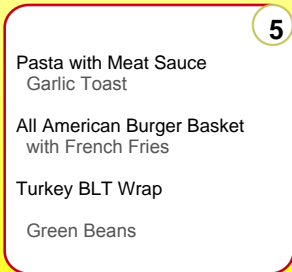 5
Pasta with Meat Sauce
Garlic Toast
All American Burger Basket
with French Fries
Turkey BLT Wrap
Green Beans